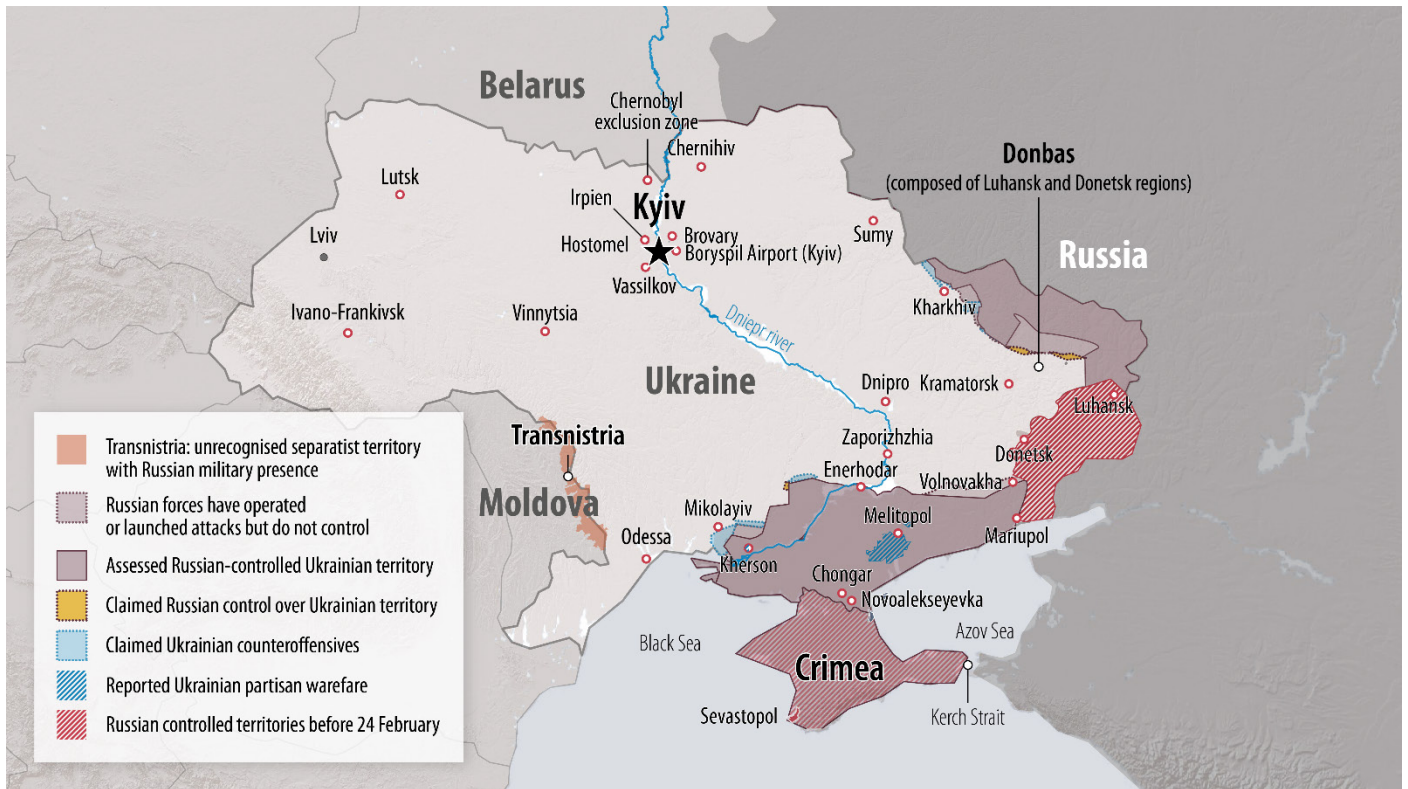 Belarus
Chernobyl
exclusion zone
Chernihiv
Donbas
(composed of Luhansk and Donetsk regions)
Lutsk
Irpien
Kyiv
Lviv
Hostomel
Brovary
Boryspil Airport (Kyiv)
Sumy
Russia
Vassilkov
Kharkhiv
Ivano-Frankivsk
Vinnytsia
Dniepr river
Ukraine
Dnipro
Kramatorsk
Luhansk
Transnistria
Zaporizhzhia
Donetsk
Enerhodar
Volnovakha
Moldova
Mikolayiv
Melitopol
Mariupol
Odessa
Kherson
Chongar
Novoalekseyevka
Black Sea
Azov Sea
Crimea
Sevastopol
Kerch Strait
Transnistria: unrecognised separatist territory
with Russian military presence
Russian forces have operated
or launched attacks but do not control
Assessed Russian-controlled Ukrainian territory
Claimed Russian control over Ukrainian territory
Claimed Ukrainian counteroffensives
Reported Ukrainian partisan warefare
Russian controlled territories before 24 February